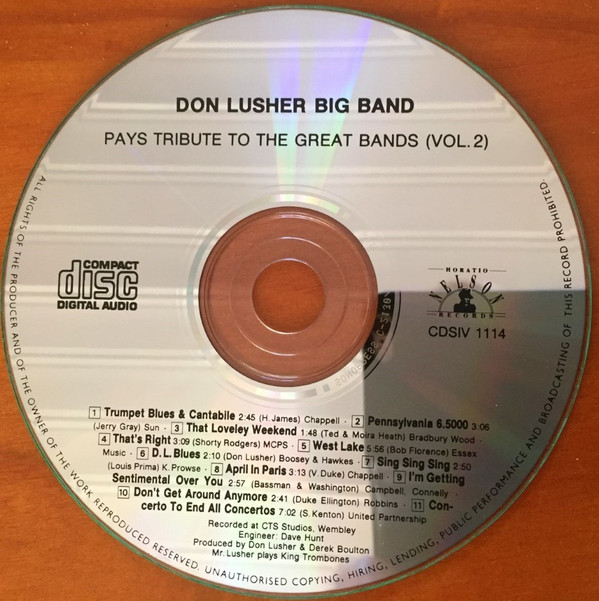 DON LUSHER BIG BAND
PAYS TRIBUTE TO THE GREAT BANDS (VOL. 2)
COMPACT
disc
DIGITAL AUDIO
HORATIO
NELSON
RECORDS
CDSIV 1114
1 Trumpet Blues & Cantabile 2:45 (H. James) Chappell · 2 Pennsylvania 6.5000 3:06
(Jerry Gray) Sun · 3 That Loveley Weekend 1:48 (Ted & Moira Heath) Bradbury Wood ·
4 That's Right 3:09 (Shorty Rodgers) MCPS · 5 West Lake 5:56 (Bob Florence) Essex
Music · 6 D.L. Blues 2:10 (Don Lusher) Boosey & Hawkes · 7 Sing Sing Sing 2:50
(Louis Prima) K. Prowse · 8 April In Paris 3:13 (V. Duke) Chappell · 9 I'm Getting
Sentimental Over You 2:57 (Bassman & Washington) Campbell, Connelly ·
10 Don't Get Around Anymore 2:41 (Duke Ellington) Robbins · 11 Con-
certo To End All Concertos 7:02 (S. Kenton) United Partnership
Recorded at CTS Studios, Wembley
Engineer: Dave Hunt
Produced by Don Lusher & Derek Boulton
Mr. Lusher plays King Trombones
ALL RIGHTS OF THE PRODUCER AND OF THE OWNER OF THE WORK REPRODUCED RESERVED. UNAUTHORISED COPYING, HIRING, LENDING, PUBLIC PERFORMANCE AND BROADCASTING OF THIS RECORD PROHIBITED.